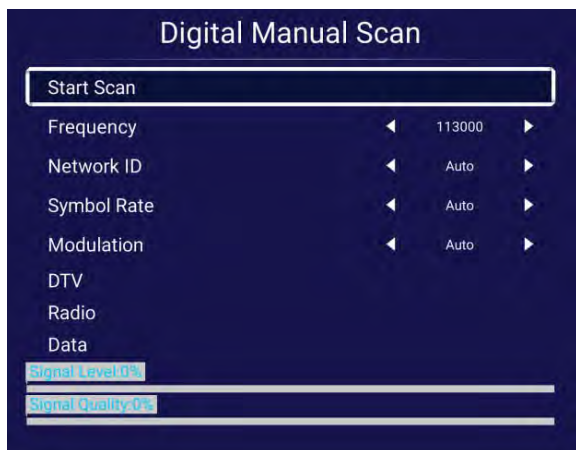 Digital Manual Scan
Start Scan
Frequency 113000
Network ID Auto
Symbol Rate Auto
Modulation Auto
DTV
Radio
Data
Signal Level:0%
Signal Quality:0%